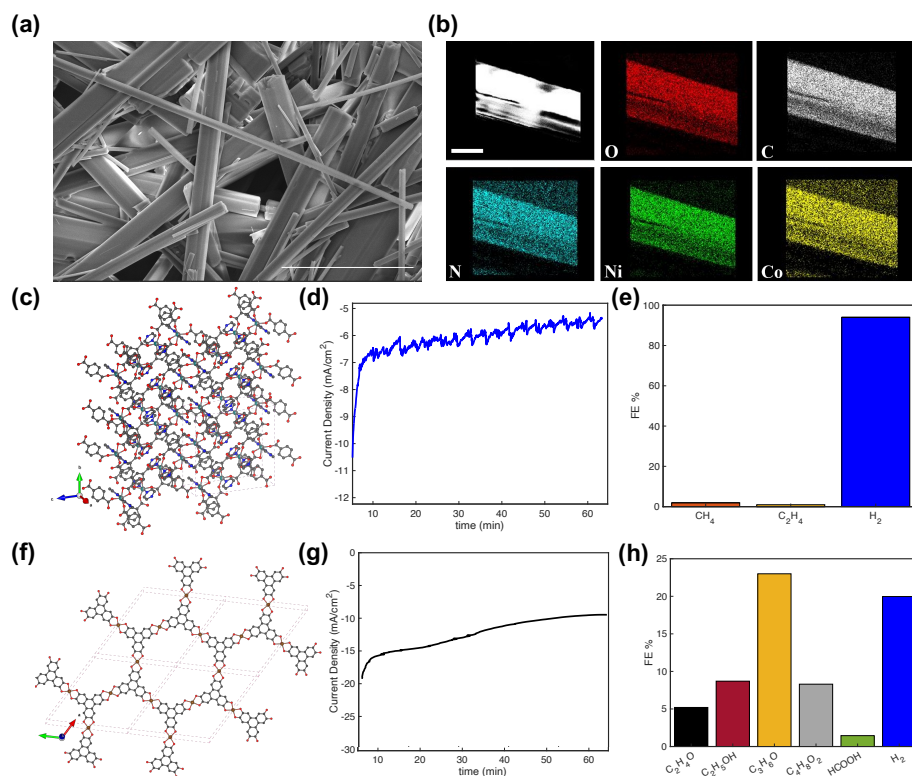 (a)
(b)
O
C
N
Ni
Co
(c)
b
c
(d)
-5
-6
-7
-8
-9
-10
-11
-12
10 20 30 40 50 60
Current Density (mA/cm²)
time (min)
(e)
100
80
60
40
20
0
FE %
CH₄ C₂H₄ H₂
(f)
(g)
0
-5
-10
-15
-20
-25
-30
10 20 30 40 50 60
Current Density (mA/cm²)
time (min)
(h)
25
20
15
10
5
0
FE %
C₂H₄O C₂H₅OH C₃H₈O C₄H₈O₂ HCOOH H₂